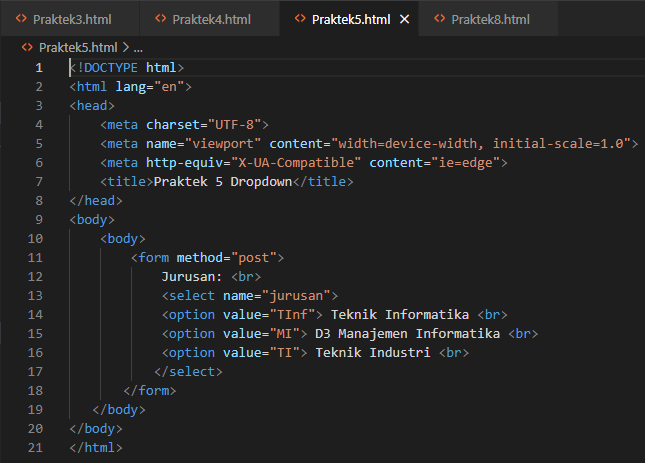 Praktek3.html Praktek4.html Praktek5.html Praktek8.html
Praktek5.html > ...
1 <!DOCTYPE html>
2 <html lang="en">
3 <head>
4 <meta charset="UTF-8">
5 <meta name="viewport" content="width=device-width, initial-scale=1.0">
6 <meta http-equiv="X-UA-Compatible" content="ie=edge">
7 <title>Praktek 5 Dropdown</title>
8 </head>
9 <body>
10 <body>
11 <form method="post">
12 Jurusan: <br>
13 <select name="jurusan">
14 <option value="TInf"> Teknik Informatika <br>
15 <option value="MI"> D3 Manajemen Informatika <br>
16 <option value="TI"> Teknik Industri <br>
17 </select>
18 </form>
19 </body>
20 </body>
21 </html>